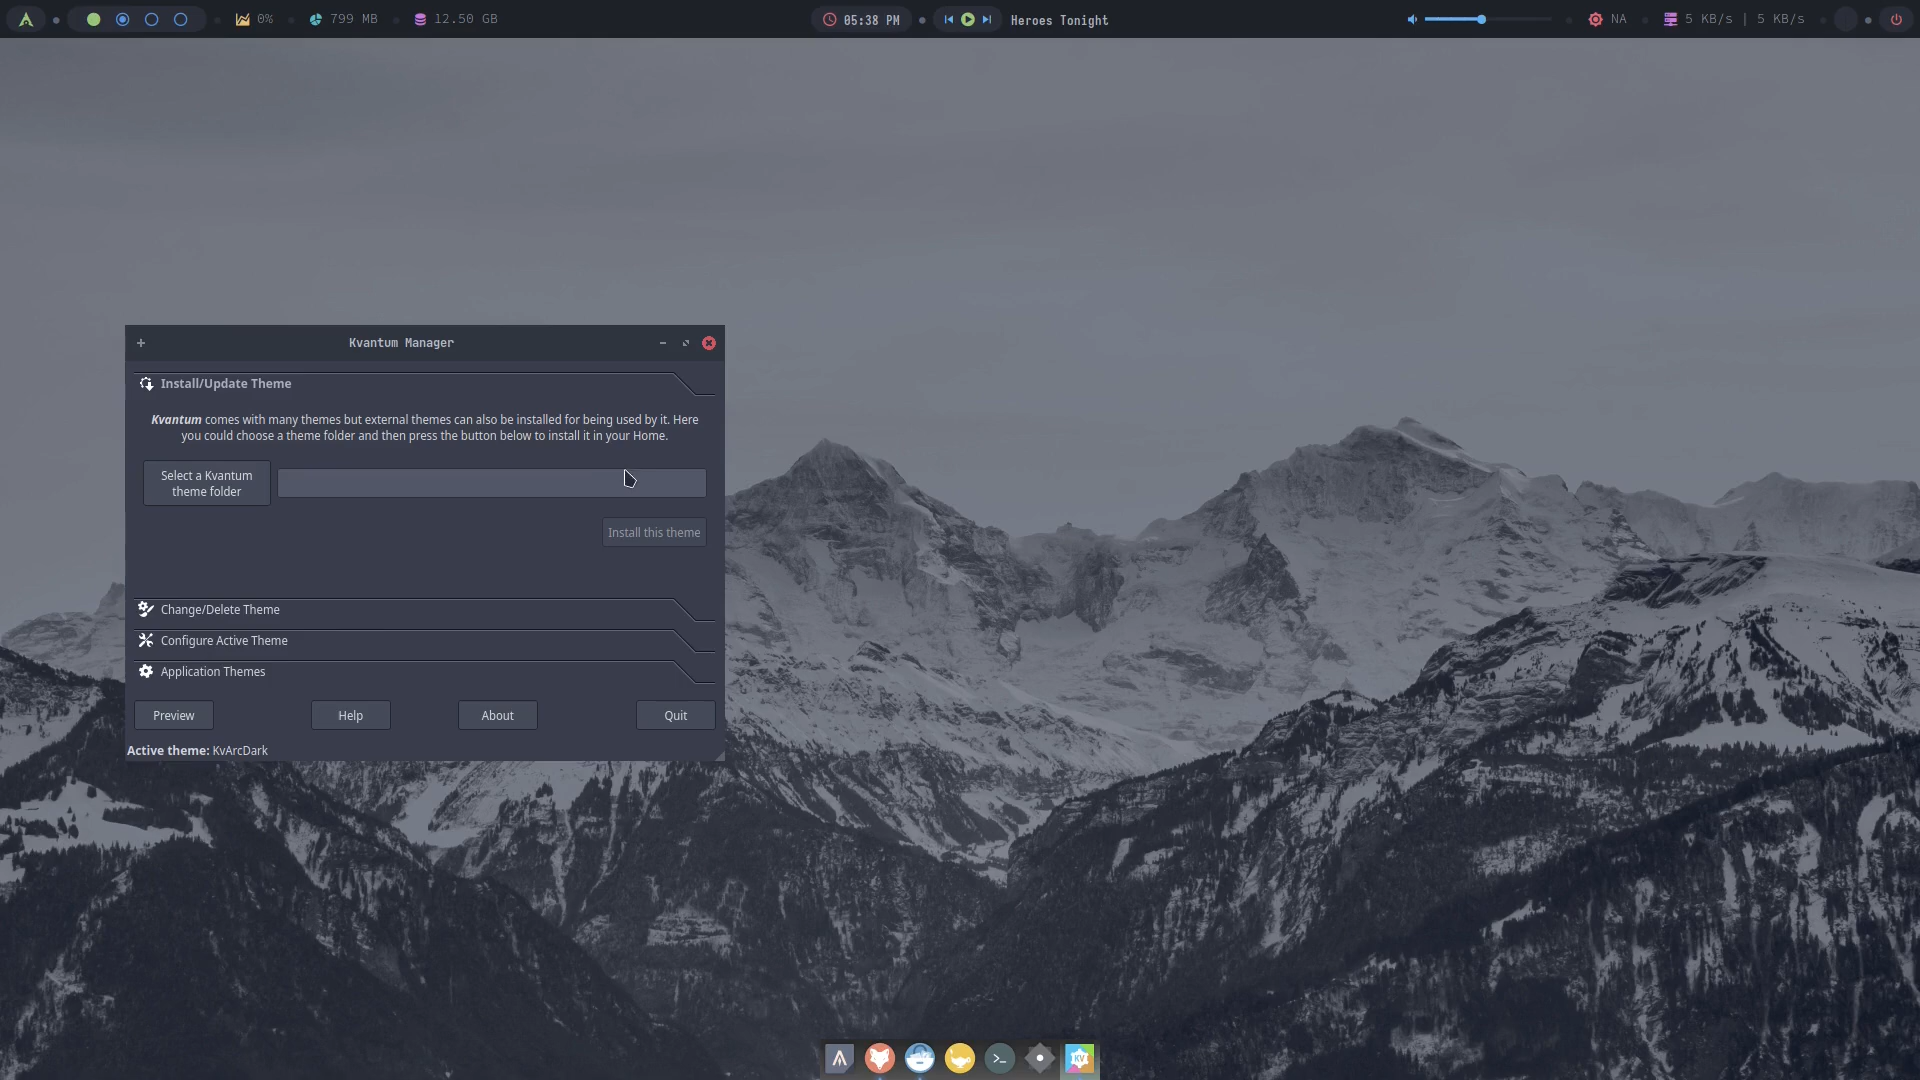 0%
799 MB
12.50 GB
05:38 PM
Heroes Tonight
NA
5 KB/s | 5 KB/s
Kvantum Manager
Install/Update Theme
Kvantum comes with many themes but external themes can also be installed for being used by it. Here
you could choose a theme folder and then press the button below to install it in your Home.
Select a Kvantum
theme folder
Install this theme
Change/Delete Theme
Configure Active Theme
Application Themes
Preview
Help
About
Quit
Active theme: KvArcDark
KV